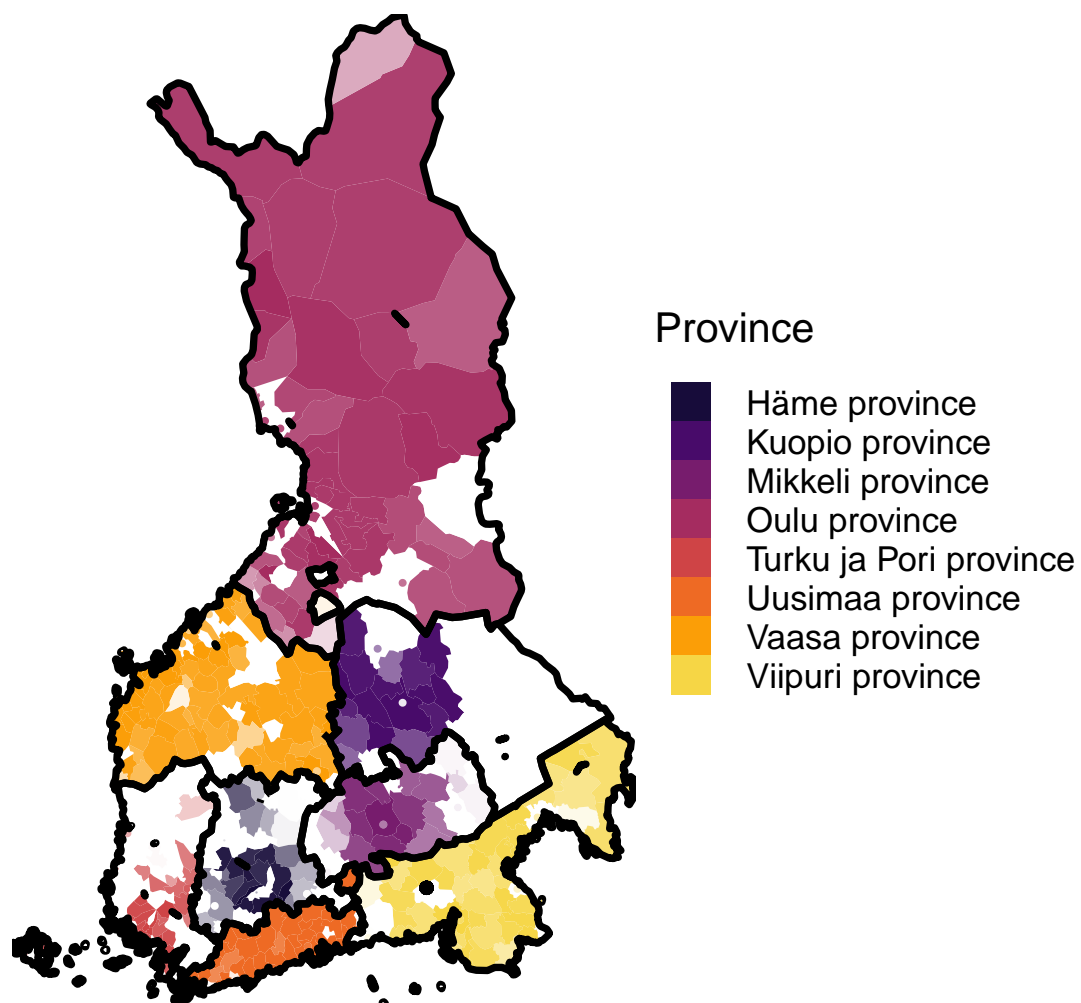 Province
Häme province
Kuopio province
Mikkeli province
Oulu province
Turku ja Pori province
Uusimaa province
Vaasa province
Viipuri province